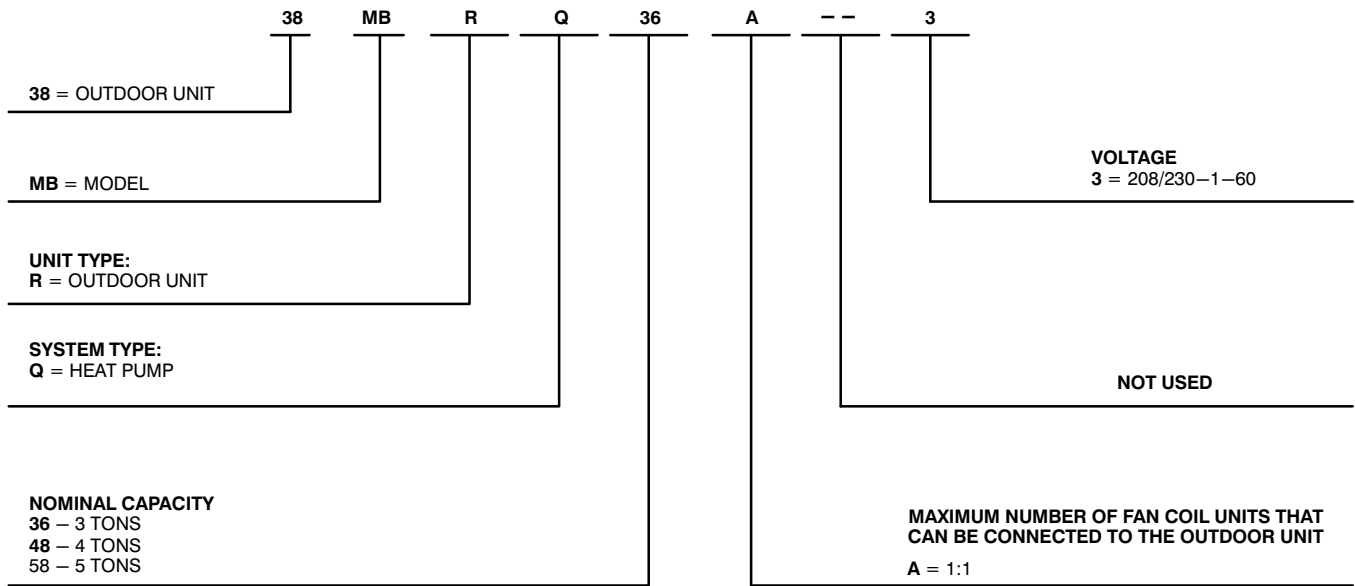 38 MB R Q 36 A – – 3
38 = OUTDOOR UNIT
MB = MODEL
UNIT TYPE:
R = OUTDOOR UNIT
SYSTEM TYPE:
Q = HEAT PUMP
NOMINAL CAPACITY
36 – 3 TONS
48 – 4 TONS
58 – 5 TONS
VOLTAGE
3 = 208/230–1–60
NOT USED
MAXIMUM NUMBER OF FAN COIL UNITS THAT
CAN BE CONNECTED TO THE OUTDOOR UNIT
A = 1:1